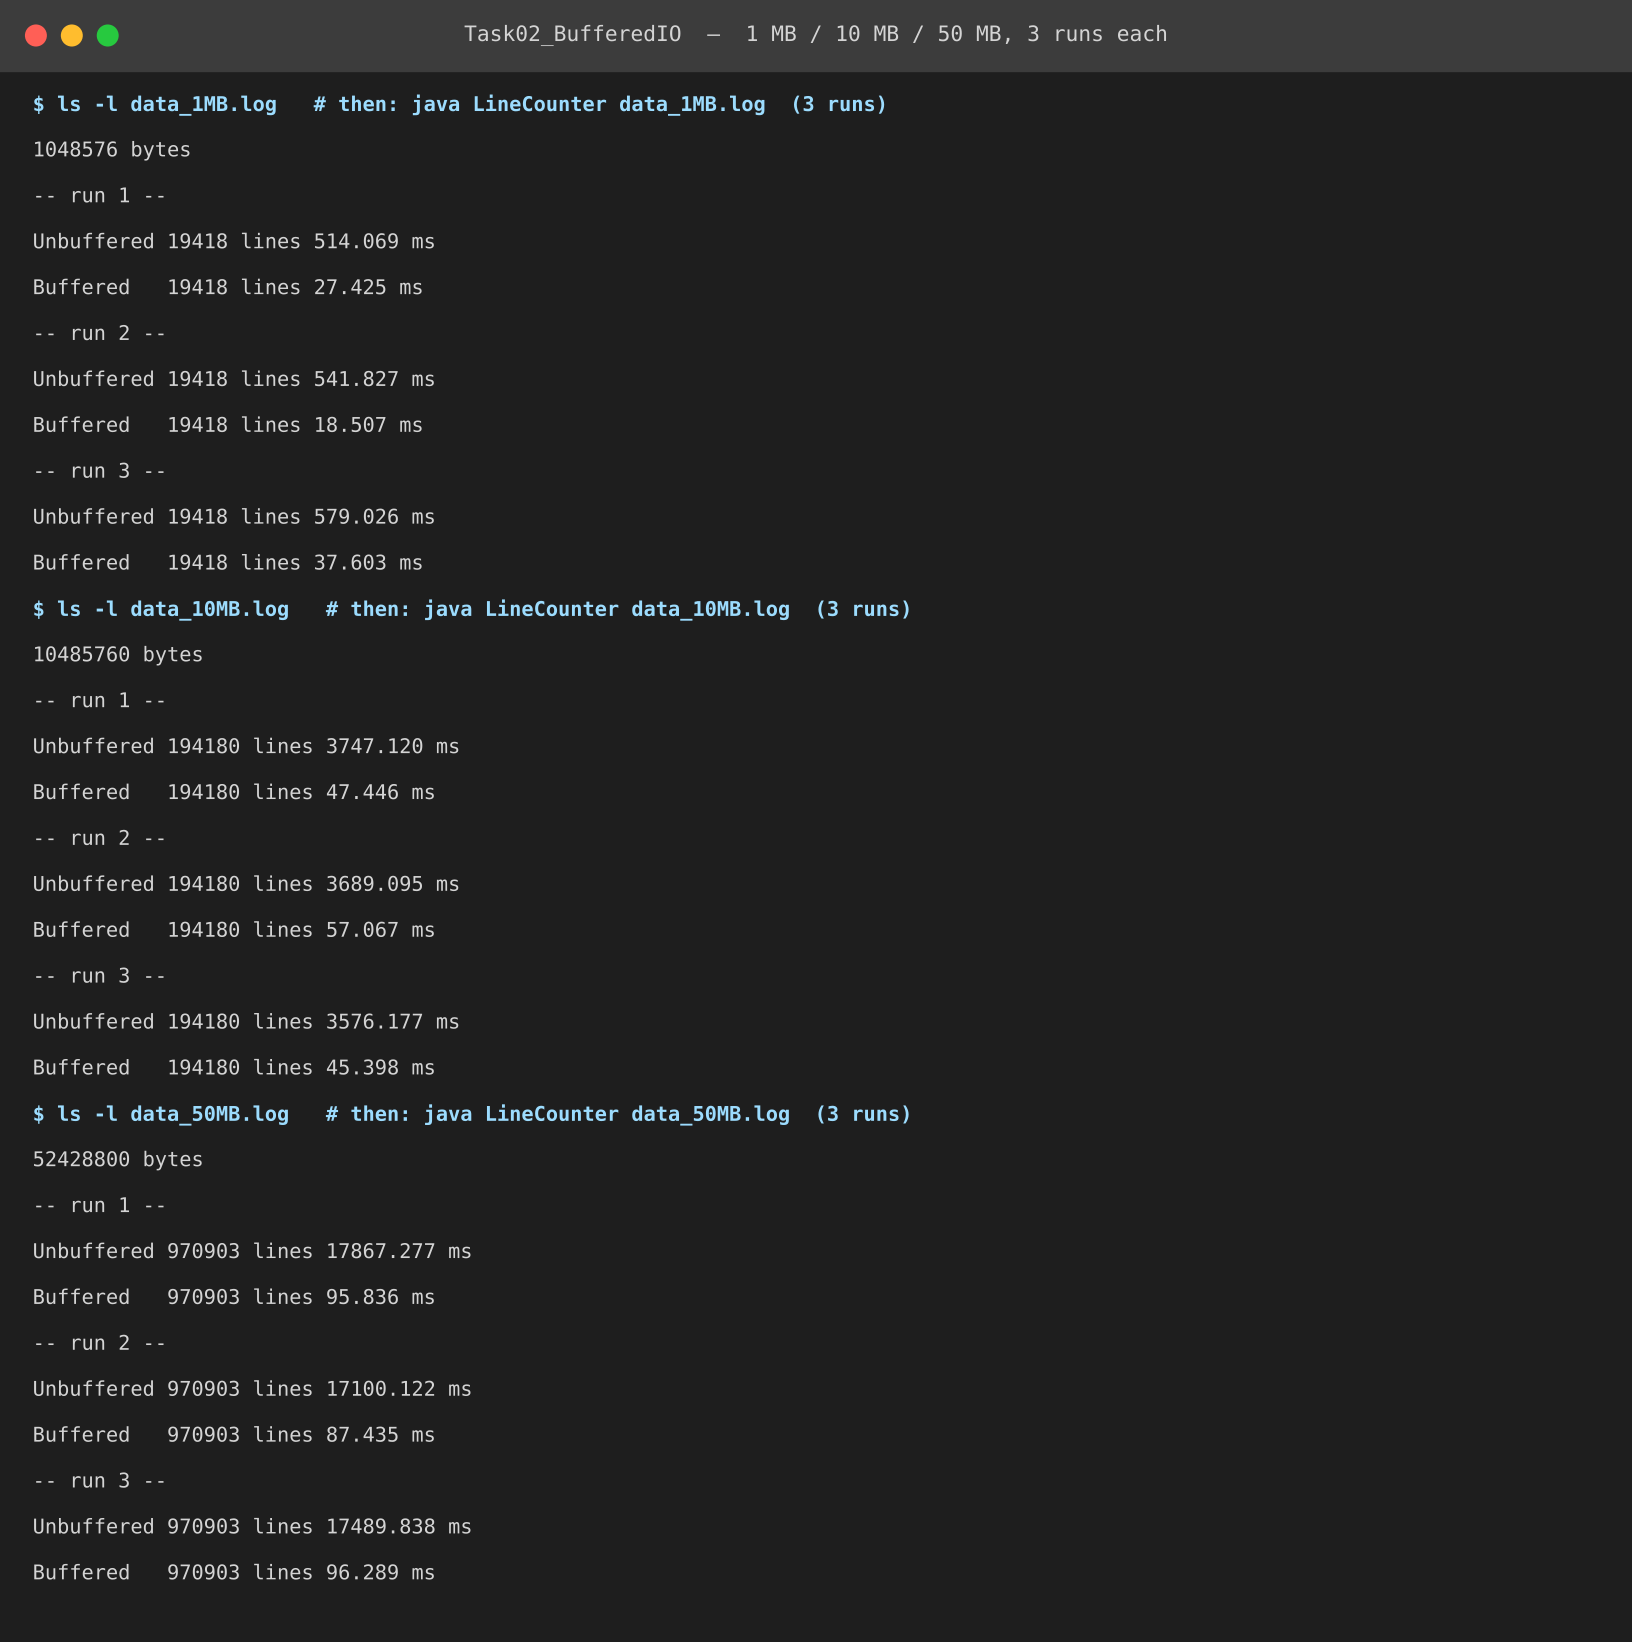 Task02_BufferedIO  —  1 MB / 10 MB / 50 MB, 3 runs each
$ ls -l data_1MB.log   # then: java LineCounter data_1MB.log  (3 runs)
1048576 bytes
-- run 1 --
Unbuffered 19418 lines 514.069 ms
Buffered   19418 lines 27.425 ms
-- run 2 --
Unbuffered 19418 lines 541.827 ms
Buffered   19418 lines 18.507 ms
-- run 3 --
Unbuffered 19418 lines 579.026 ms
Buffered   19418 lines 37.603 ms
$ ls -l data_10MB.log   # then: java LineCounter data_10MB.log  (3 runs)
10485760 bytes
-- run 1 --
Unbuffered 194180 lines 3747.120 ms
Buffered   194180 lines 47.446 ms
-- run 2 --
Unbuffered 194180 lines 3689.095 ms
Buffered   194180 lines 57.067 ms
-- run 3 --
Unbuffered 194180 lines 3576.177 ms
Buffered   194180 lines 45.398 ms
$ ls -l data_50MB.log   # then: java LineCounter data_50MB.log  (3 runs)
52428800 bytes
-- run 1 --
Unbuffered 970903 lines 17867.277 ms
Buffered   970903 lines 95.836 ms
-- run 2 --
Unbuffered 970903 lines 17100.122 ms
Buffered   970903 lines 87.435 ms
-- run 3 --
Unbuffered 970903 lines 17489.838 ms
Buffered   970903 lines 96.289 ms